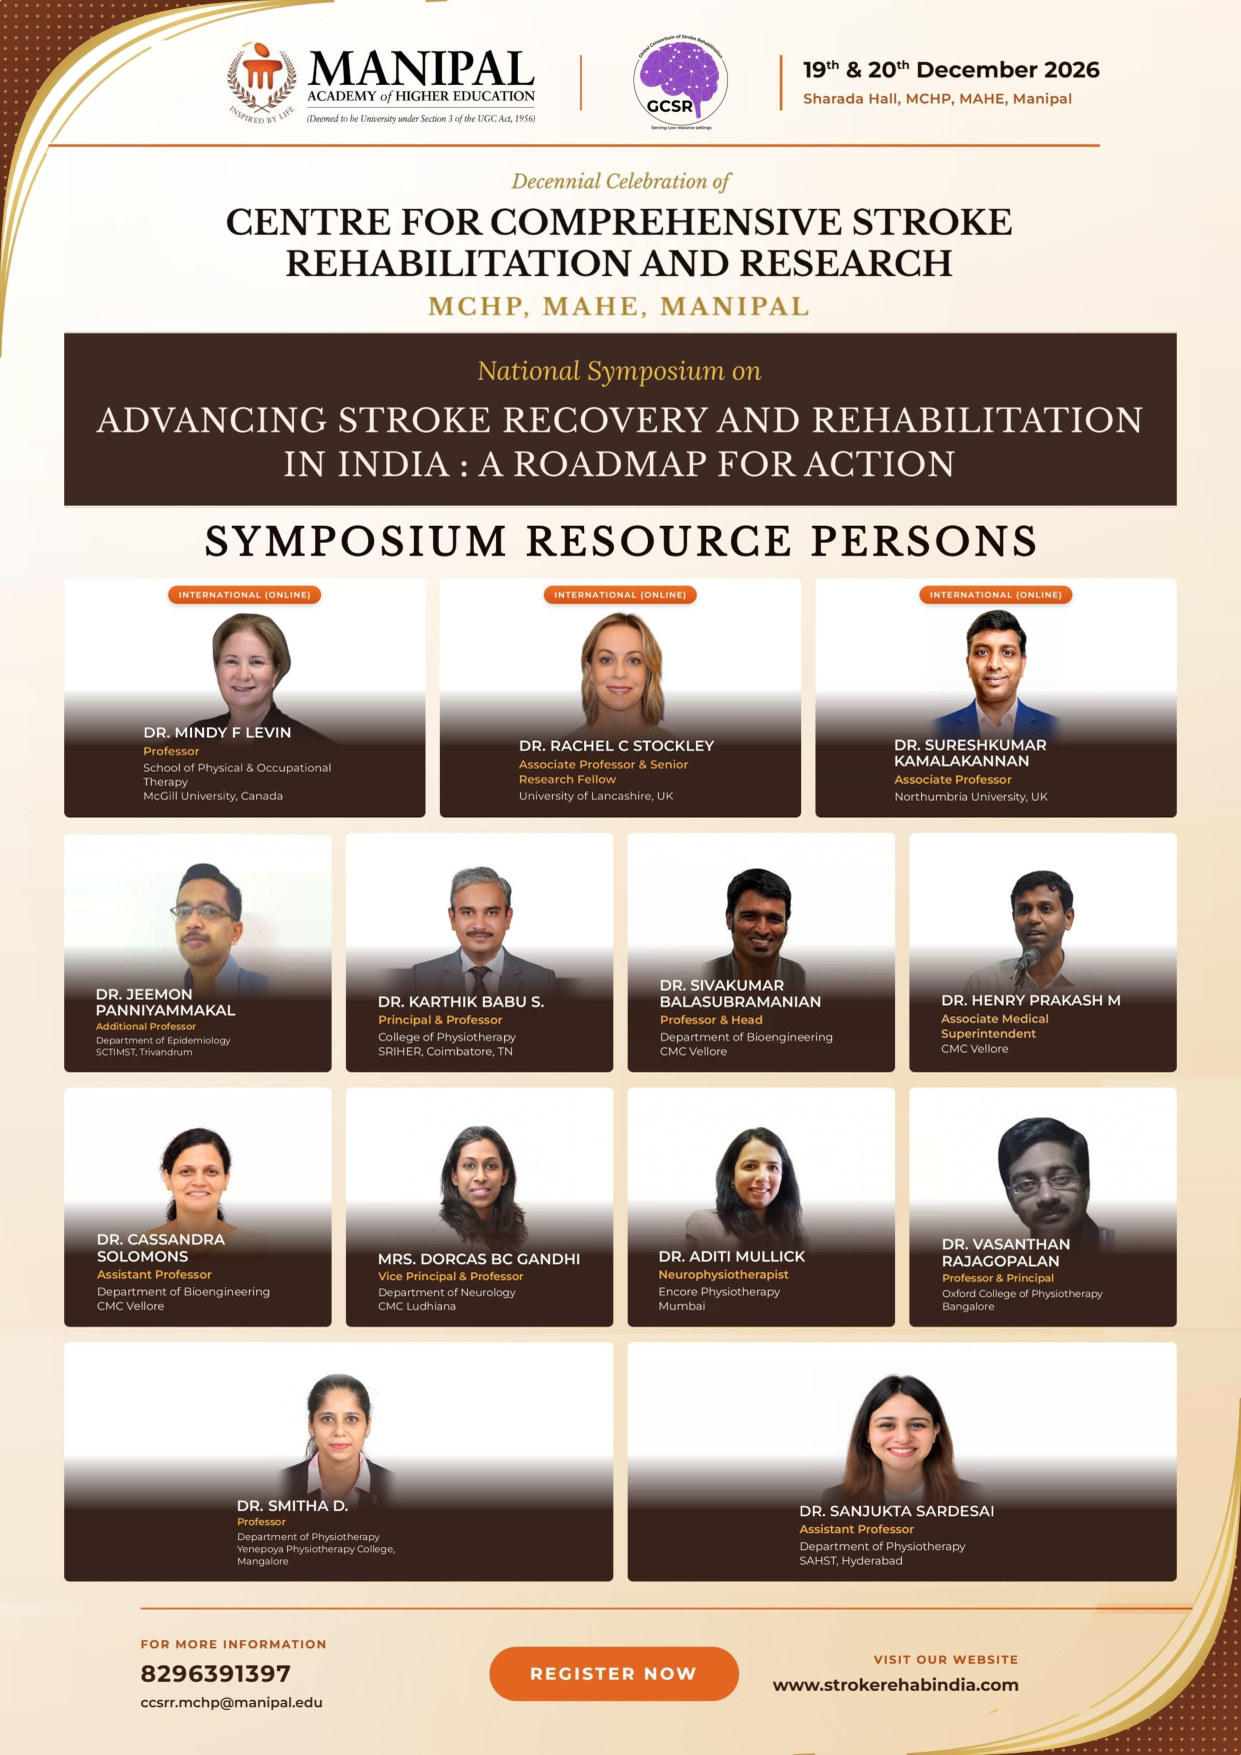 MANIPAL
ACADEMY of HIGHER EDUCATION
(Deemed to be University under Section 3 of the UGC Act, 1956)
INSPIRED BY LIFE
Global Consortium of Stroke Rehabilitation
GCSR
Serving Low resource settings
19th & 20th December 2026
Sharada Hall, MCHP, MAHE, Manipal
Decennial Celebration of
CENTRE FOR COMPREHENSIVE STROKE
REHABILITATION AND RESEARCH
MCHP, MAHE, MANIPAL
National Symposium on
ADVANCING STROKE RECOVERY AND REHABILITATION
IN INDIA : A ROADMAP FOR ACTION
SYMPOSIUM RESOURCE PERSONS
INTERNATIONAL (ONLINE)
DR. MINDY F LEVIN
Professor
School of Physical & Occupational
Therapy
McGill University, Canada
INTERNATIONAL (ONLINE)
DR. RACHEL C STOCKLEY
Associate Professor & Senior
Research Fellow
University of Lancashire, UK
INTERNATIONAL (ONLINE)
DR. SURESHKUMAR
KAMALAKANNAN
Associate Professor
Northumbria University, UK
DR. JEEMON
PANNIYAMMAKAL
Additional Professor
Department of Epidemiology
SCTIMST, Trivandrum
DR. KARTHIK BABU S.
Principal & Professor
College of Physiotherapy
SRIHER, Coimbatore, TN
DR. SIVAKUMAR
BALASUBRAMANIAN
Professor & Head
Department of Bioengineering
CMC Vellore
DR. HENRY PRAKASH M
Associate Medical
Superintendent
CMC Vellore
DR. CASSANDRA
SOLOMONS
Assistant Professor
Department of Bioengineering
CMC Vellore
MRS. DORCAS BC GANDHI
Vice Principal & Professor
Department of Neurology
CMC Ludhiana
DR. ADITI MULLICK
Neurophysiotherapist
Encore Physiotherapy
Mumbai
DR. VASANTHAN
RAJAGOPALAN
Professor & Principal
Oxford College of Physiotherapy
Bangalore
DR. SMITHA D.
Professor
Department of Physiotherapy
Yenepoya Physiotherapy College,
Mangalore
DR. SANJUKTA SARDESAI
Assistant Professor
Department of Physiotherapy
SAHST, Hyderabad
FOR MORE INFORMATION
8296391397
ccsrr.mchp@manipal.edu
REGISTER NOW
VISIT OUR WEBSITE
www.strokerehabindia.com